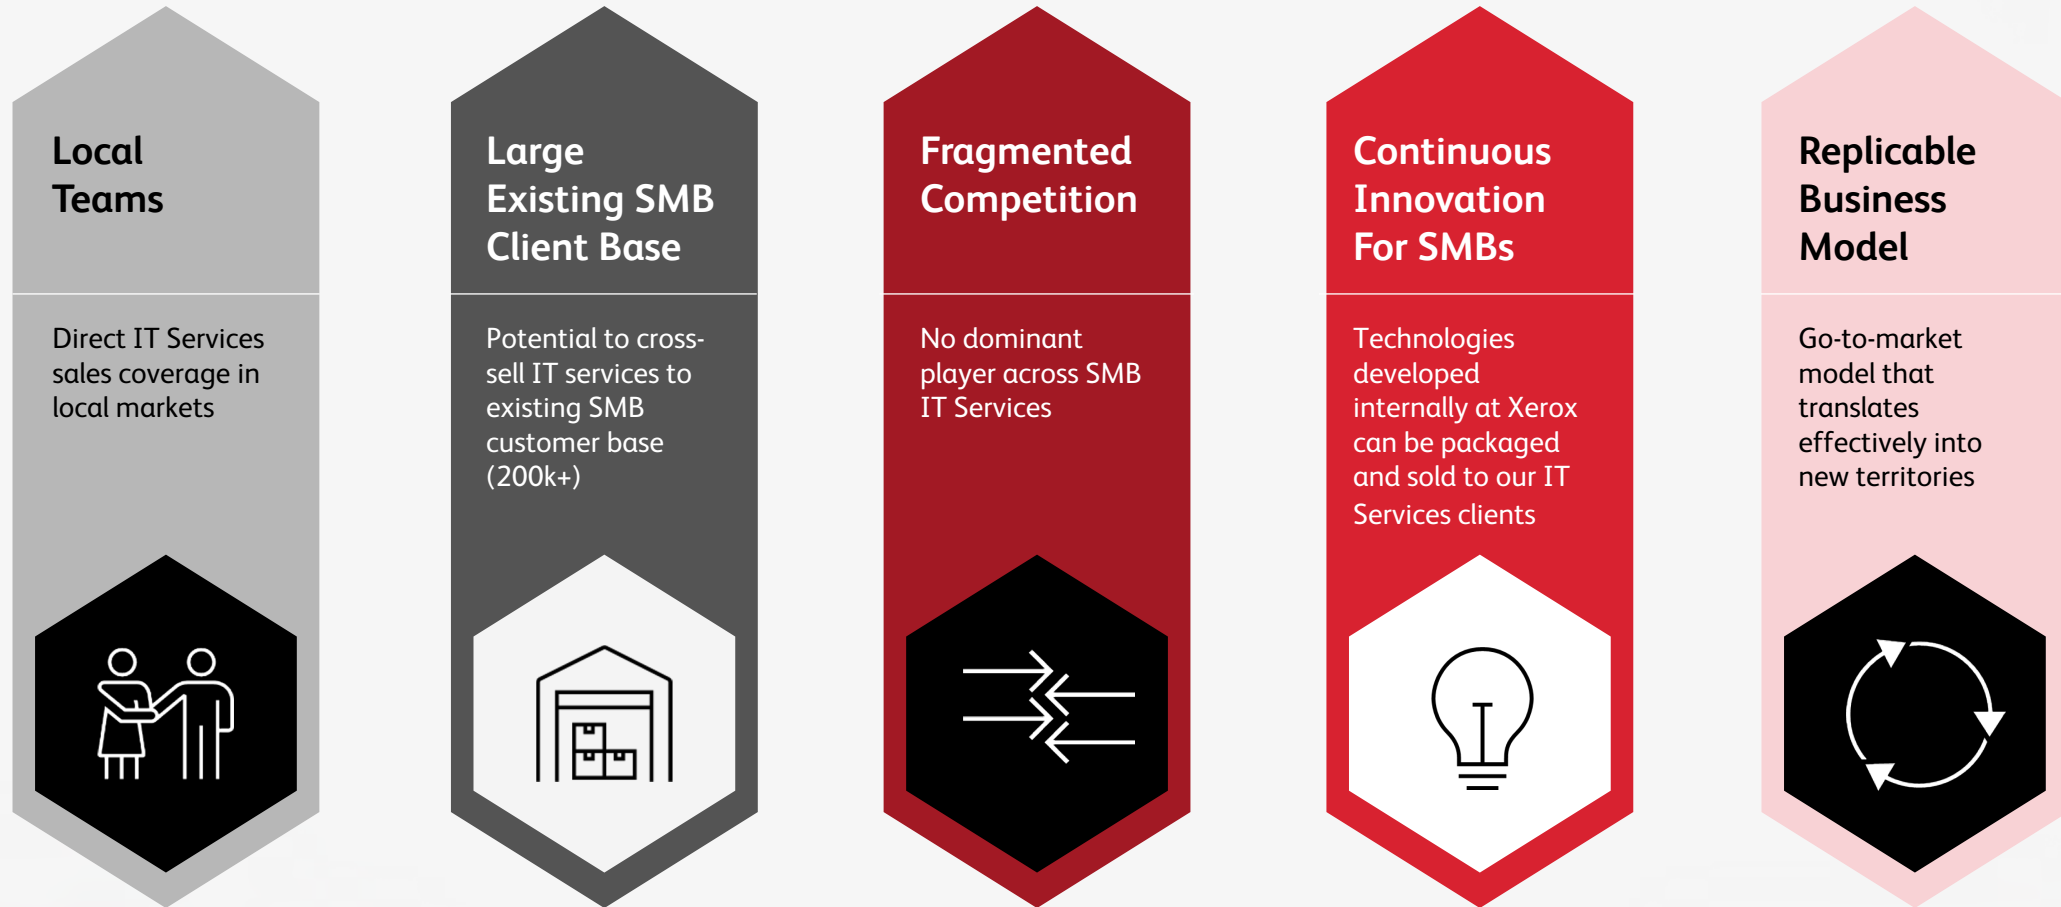 Local
Teams
Direct IT Services
sales coverage in
local markets
Large
Existing SMB
Client Base
Potential to cross-
sell IT services to
existing SMB
customer base
(200k+)
Fragmented
Competition
No dominant
player across SMB
IT Services
Continuous
Innovation
For SMBs
Technologies
developed
internally at Xerox
can be packaged
and sold to our IT
Services clients
Replicable
Business
Model
Go-to-market
model that
translates
effectively into
new territories